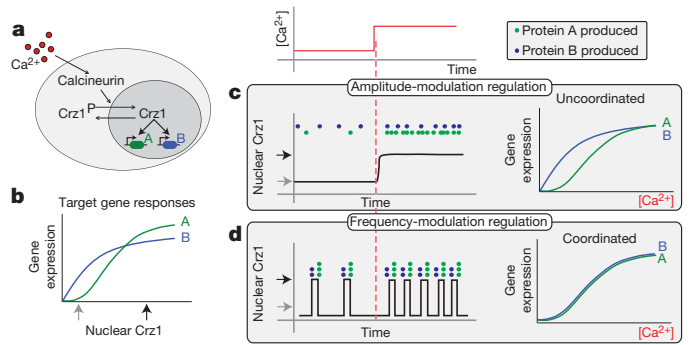 a
Ca2+
Calcineurin
Crz1P
Crz1
A
B
b
Target gene responses
Gene expression
A
B
Nuclear Crz1
[Ca2+]
Time
Protein A produced
Protein B produced
c
Amplitude-modulation regulation
Nuclear Crz1
Time
Uncoordinated
Gene expression
A
B
[Ca2+]
d
Frequency-modulation regulation
Nuclear Crz1
Time
Coordinated
Gene expression
B
A
[Ca2+]